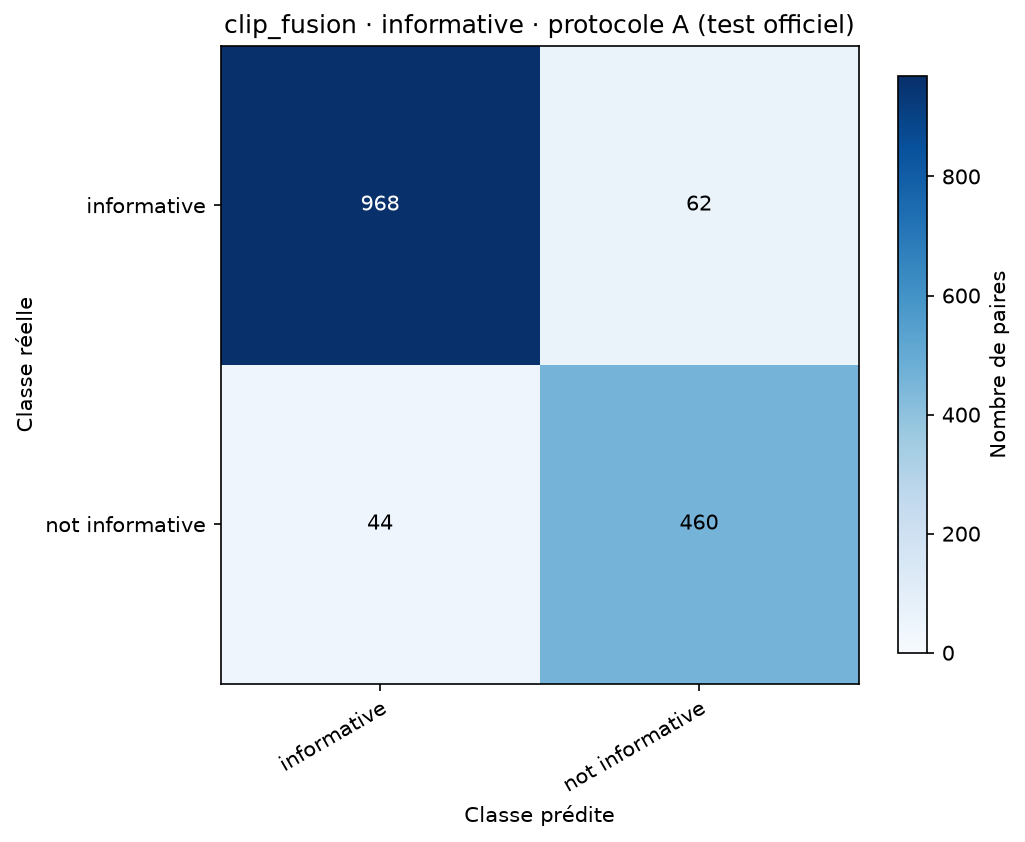 clip_fusion · informative · protocole A (test officiel)
informative
968
62
not informative
44
460
informative
not informative
Classe prédite
Classe réelle
800
600
400
200
0
Nombre de paires